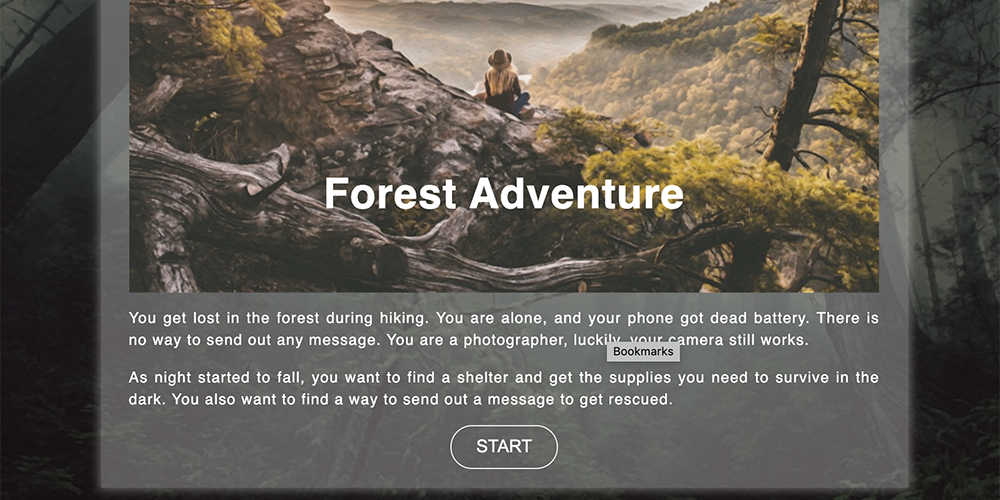 Forest Adventure
You get lost in the forest during hiking. You are alone, and your phone got dead battery. There is
no way to send out any message. You are a photographer, luckily, your camera still works.
Bookmarks
As night started to fall, you want to find a shelter and get the supplies you need to survive in the
dark. You also want to find a way to send out a message to get rescued.
START